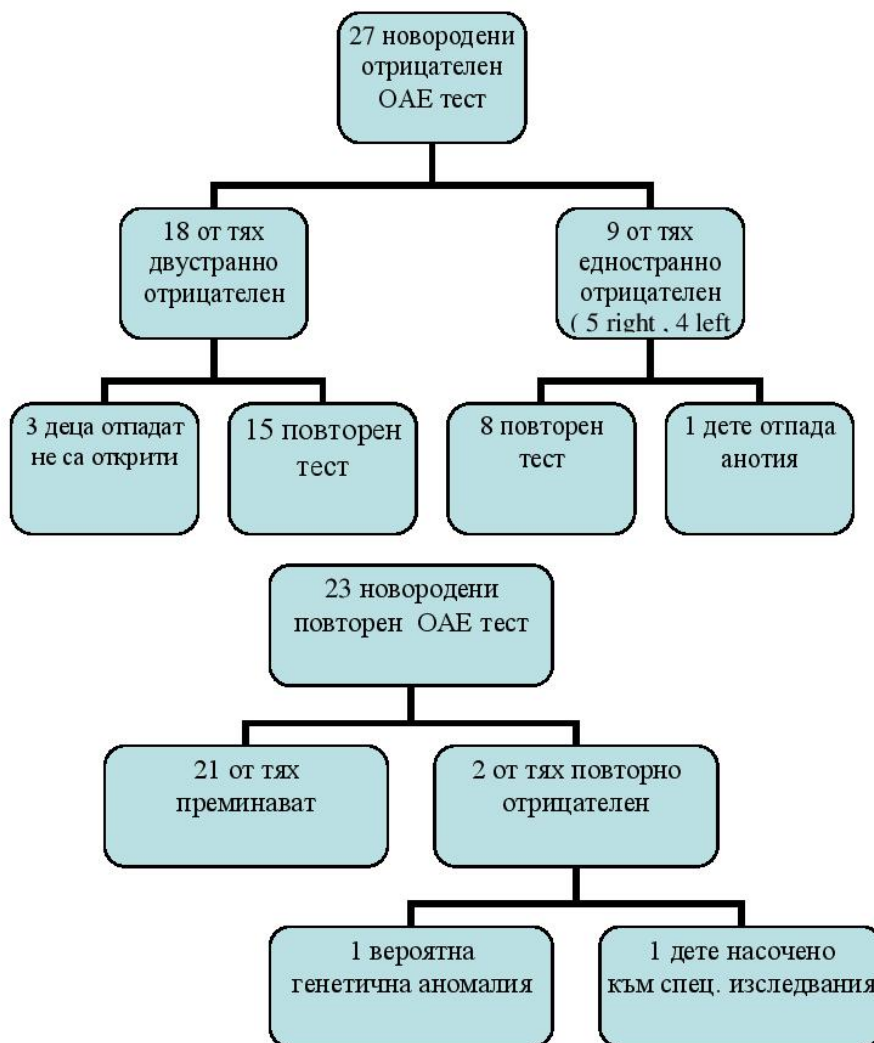 27 новородени
отрицателен
ОАЕ тест
18 от тях
двустранно
отрицателен
9 от тях
едностранно
отрицателен
( 5 right , 4 left
3 деца отпадат
не са открити
15 повторен
тест
8 повторен
тест
1 дете отпада
анотия
23 новородени
повторен ОАЕ тест
21 от тях
преминават
2 от тях повторно
отрицателен
1 вероятна
генетична аномалия
1 дете насочено
към спец. изследвания